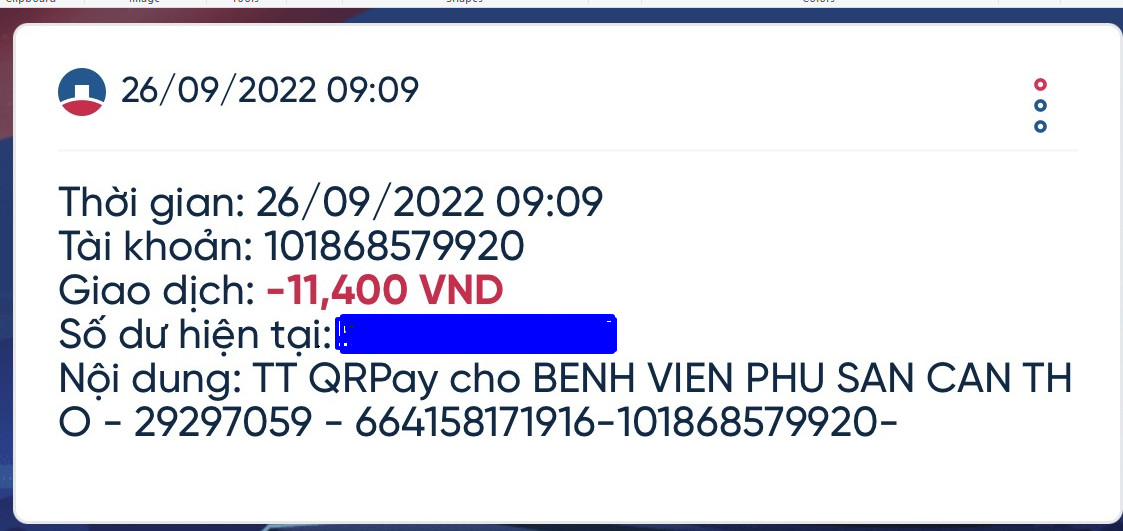 26/09/2022 09:09
Thời gian: 26/09/2022 09:09
Tài khoản: 101868579920
Giao dịch: -11,400 VND
Số dư hiện tại:
Nội dung: TT QRPay cho BENH VIEN PHU SAN CAN TH
O - 29297059 - 664158171916-101868579920-